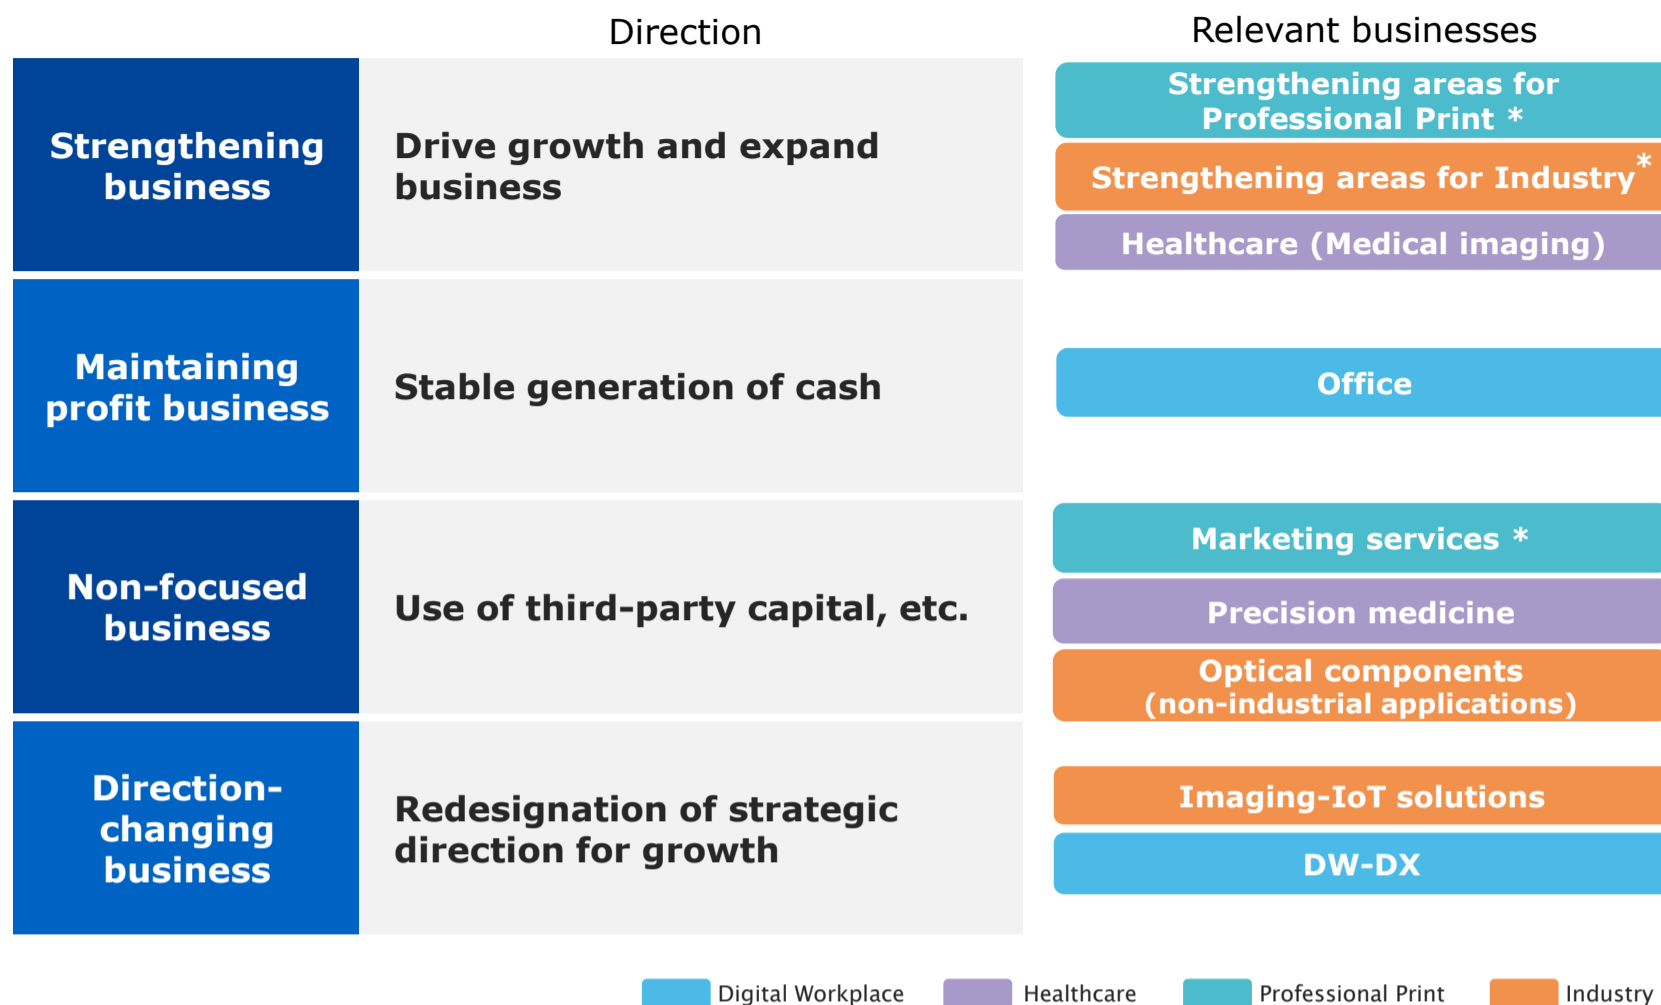 Direction
Relevant businesses
Strengthening
business
Drive growth and expand
business
Strengthening areas for
Professional Print *
Strengthening areas for Industry*
Healthcare (Medical imaging)
Maintaining
profit business
Stable generation of cash
Office
Non-focused
business
Use of third-party capital, etc.
Marketing services *
Precision medicine
Optical components
(non-industrial applications)
Direction-
changing
business
Redesignation of strategic
direction for growth
Imaging-IoT solutions
DW-DX
Digital Workplace
Healthcare
Professional Print
Industry